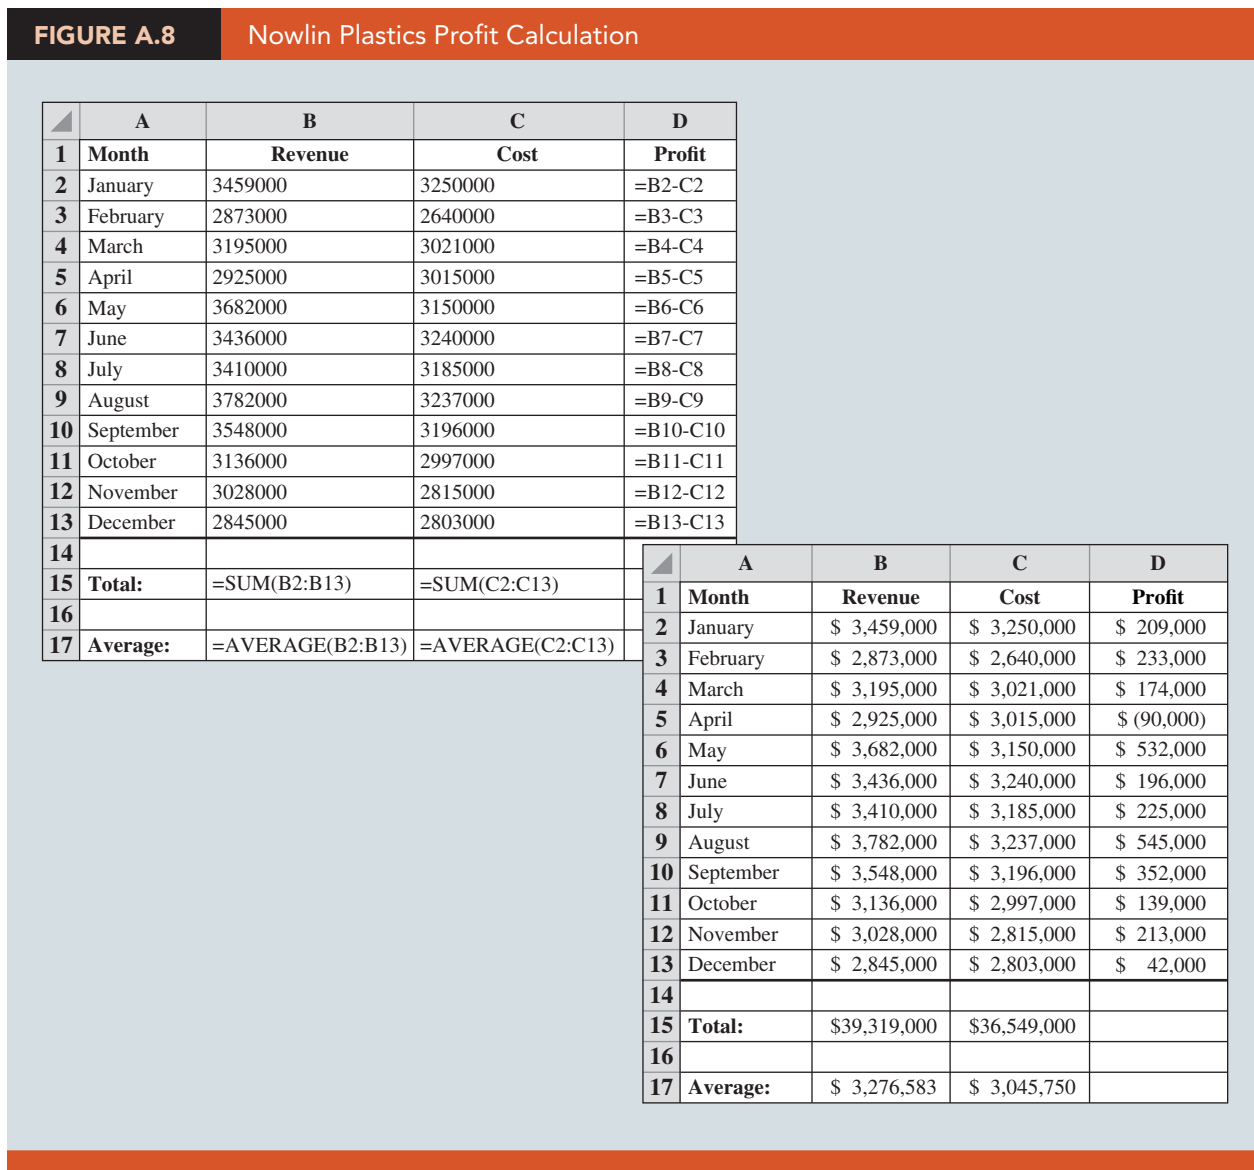 FIGURE A.8 Nowlin Plastics Profit Calculation
A B C D
1 Month Revenue Cost Profit
2 January 3459000 3250000 =B2-C2
3 February 2873000 2640000 =B3-C3
4 March 3195000 3021000 =B4-C4
5 April 2925000 3015000 =B5-C5
6 May 3682000 3150000 =B6-C6
7 June 3436000 3240000 =B7-C7
8 July 3410000 3185000 =B8-C8
9 August 3782000 3237000 =B9-C9
10 September 3548000 3196000 =B10-C10
11 October 3136000 2997000 =B11-C11
12 November 3028000 2815000 =B12-C12
13 December 2845000 2803000 =B13-C13
14
15 Total: =SUM(B2:B13) =SUM(C2:C13)
16
17 Average: =AVERAGE(B2:B13) =AVERAGE(C2:C13)
A B C D
1 Month Revenue Cost Profit
2 January $ 3,459,000 $ 3,250,000 $ 209,000
3 February $ 2,873,000 $ 2,640,000 $ 233,000
4 March $ 3,195,000 $ 3,021,000 $ 174,000
5 April $ 2,925,000 $ 3,015,000 $ (90,000)
6 May $ 3,682,000 $ 3,150,000 $ 532,000
7 June $ 3,436,000 $ 3,240,000 $ 196,000
8 July $ 3,410,000 $ 3,185,000 $ 225,000
9 August $ 3,782,000 $ 3,237,000 $ 545,000
10 September $ 3,548,000 $ 3,196,000 $ 352,000
11 October $ 3,136,000 $ 2,997,000 $ 139,000
12 November $ 3,028,000 $ 2,815,000 $ 213,000
13 December $ 2,845,000 $ 2,803,000 $ 42,000
14
15 Total: $39,319,000 $36,549,000
16
17 Average: $ 3,276,583 $ 3,045,750